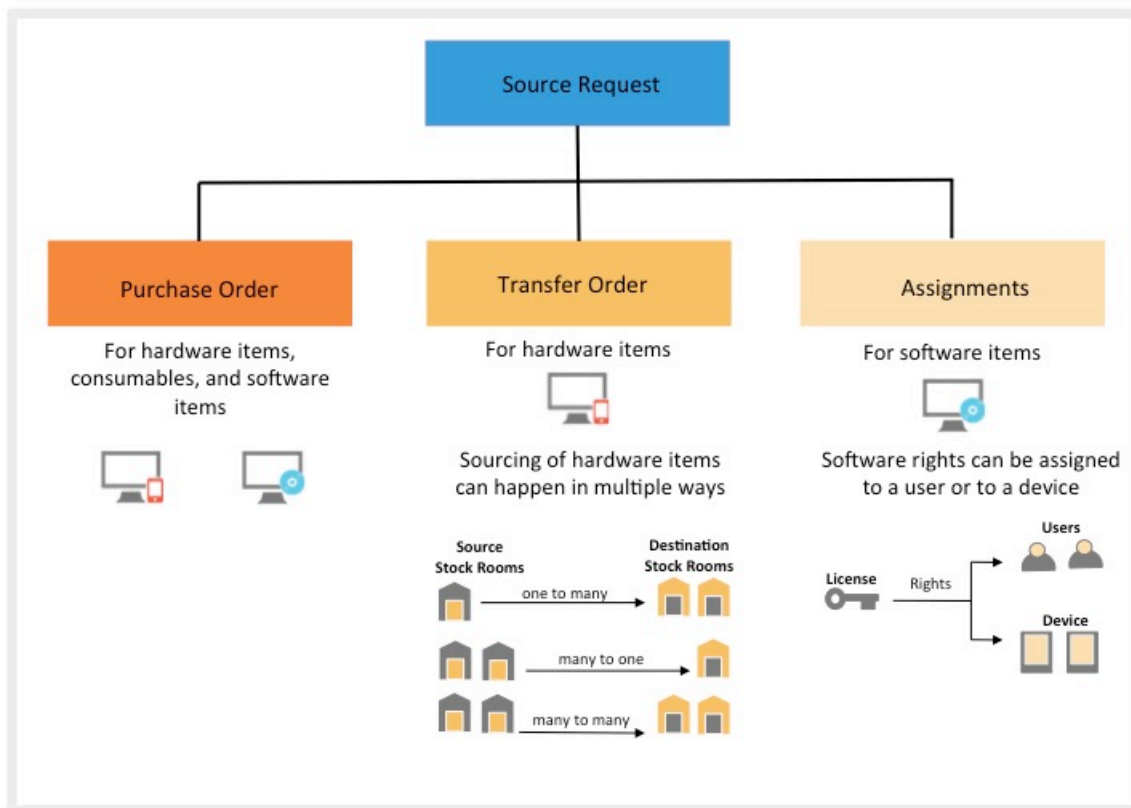 Source Request
Purchase Order
For hardware items,
consumables, and software
items
Transfer Order
For hardware items
Sourcing of hardware items
can happen in multiple ways
Source
Stock Rooms
Destination
Stock Rooms
one to many
many to one
many to many
Assignments
For software items
Software rights can be assigned
to a user or to a device
Users
License
Rights
Device